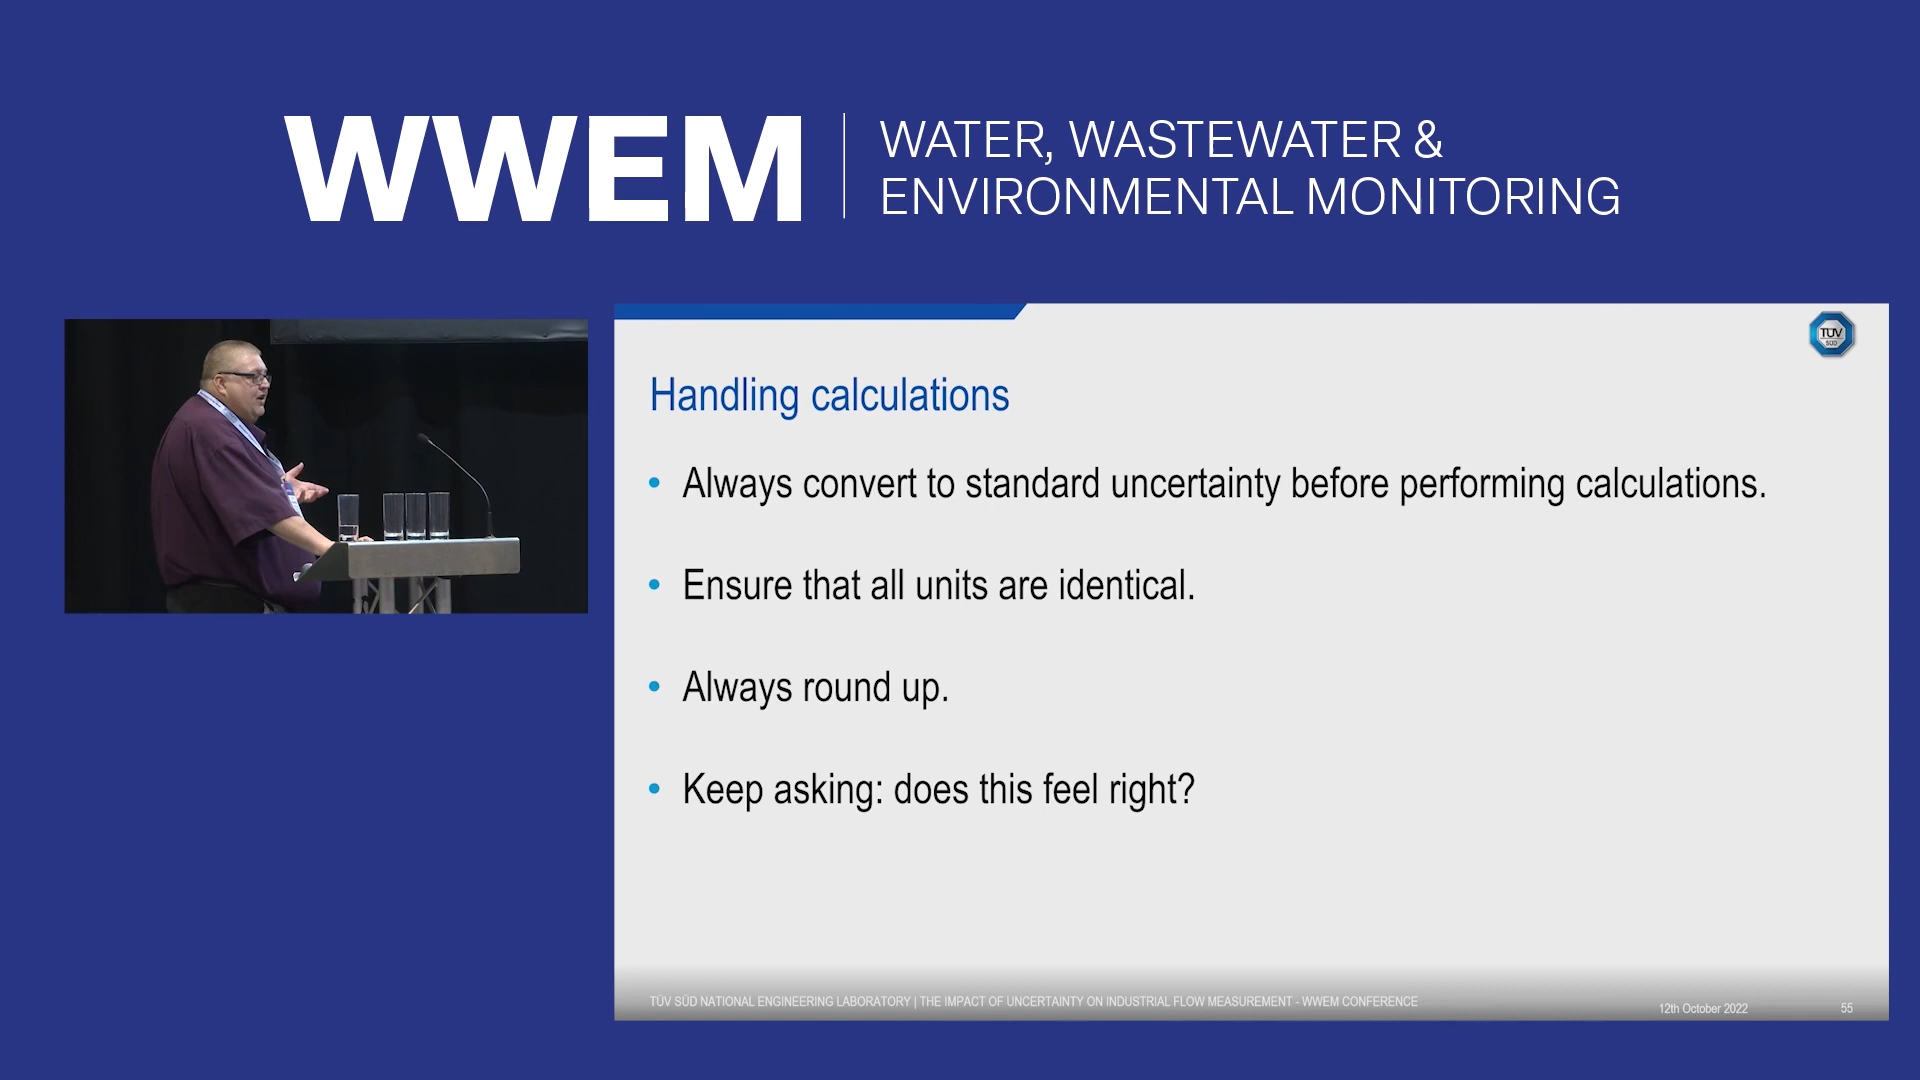 WWEM
WATER, WASTEWATER &
ENVIRONMENTAL MONITORING
TÜV
SÜD
Handling calculations
• Always convert to standard uncertainty before performing calculations.
• Ensure that all units are identical.
• Always round up.
• Keep asking: does this feel right?
TÜV SÜD NATIONAL ENGINEERING LABORATORY | THE IMPACT OF UNCERTAINTY ON INDUSTRIAL FLOW MEASUREMENT - WWEM CONFERENCE
12th October 2022
55